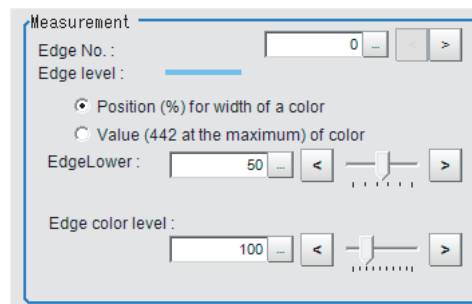 Measurement
Edge No. : 0 ... < >
Edge level :
Position (%) for width of a color
Value (442 at the maximum) of color
EdgeLower : 50 ... < >
Edge color level :
100 ... < >